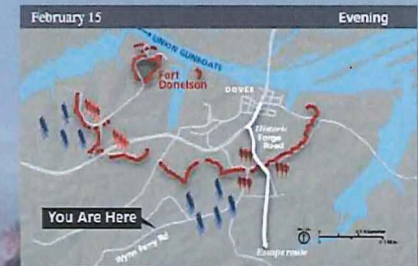 February 15
Evening
UNION GUNBOATS
Fort
Donelson
DOVER
Historic
Forge
Road
You Are Here
Wynn Ferry Rd
Escape route